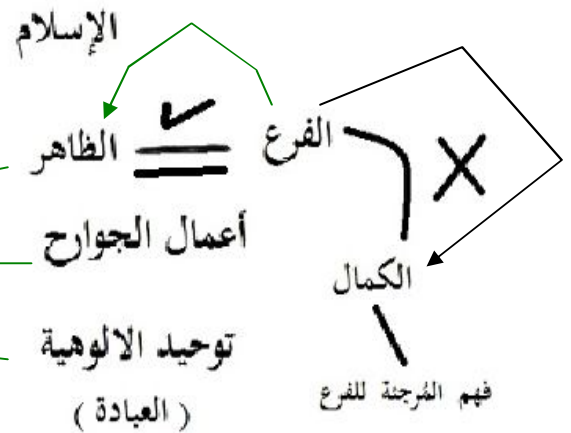 الإسلام
الفرع
الظاهر
أعمال الجوارح
الكمال
توحيد الالوهية
( العبادة )
فهم المُرجئة للفرع